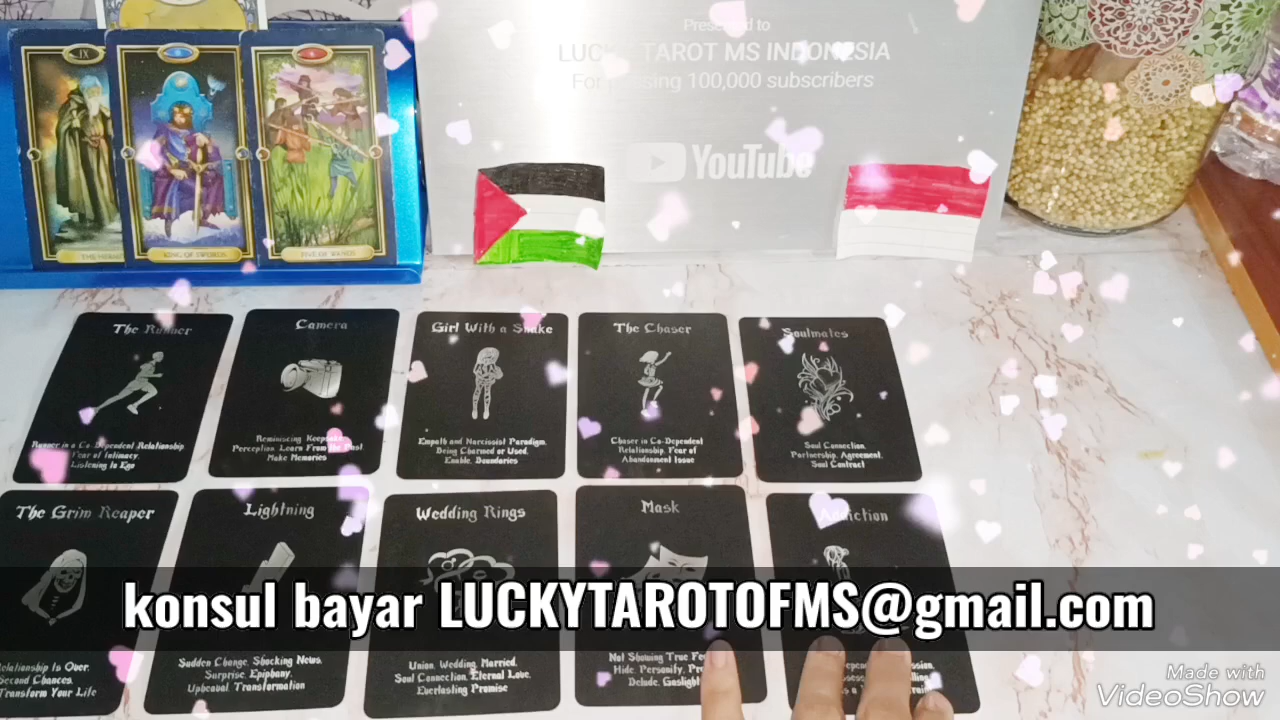 Presented to
LUCKY TAROT MS INDONESIA
For passing 100,000 subscribers
YouTube
IX
THE HERMIT
KING OF SWORDS
FIVE OF WANDS
The Runner
Runner in a Co-Dependent Relationship
Fear of Intimacy.
Listening to Ego
Camera
Reminiscing Keepsake
Perception Learn From the Past
Make Memories
Girl With a Snake
Empath and Narcissist Paradigm.
Being Charmed or Used.
Enable, Boundaries
The Chaser
Chaser in Co-Dependent
Relationship. Fear of
Abandonment Issue
Soulmates
Soul Connection.
Partnership, Agreement.
Soul Contract
The Grim Reaper
Relationship Is Over.
Second Chances.
Transform Your Life
Lightning
Sudden Change, Shocking News.
Surprise, Epiphany.
Upheaval Transformation
Wedding Rings
Union, Wedding, Married.
Soul Connection, Eternal Love.
Everlasting Promise
Mask
Not Showing True
Hide, Personify,
Delude, Gaslight
Addiction
konsul bayar LUCKYTAROTOFMS@gmail.com
Made with
VideoShow